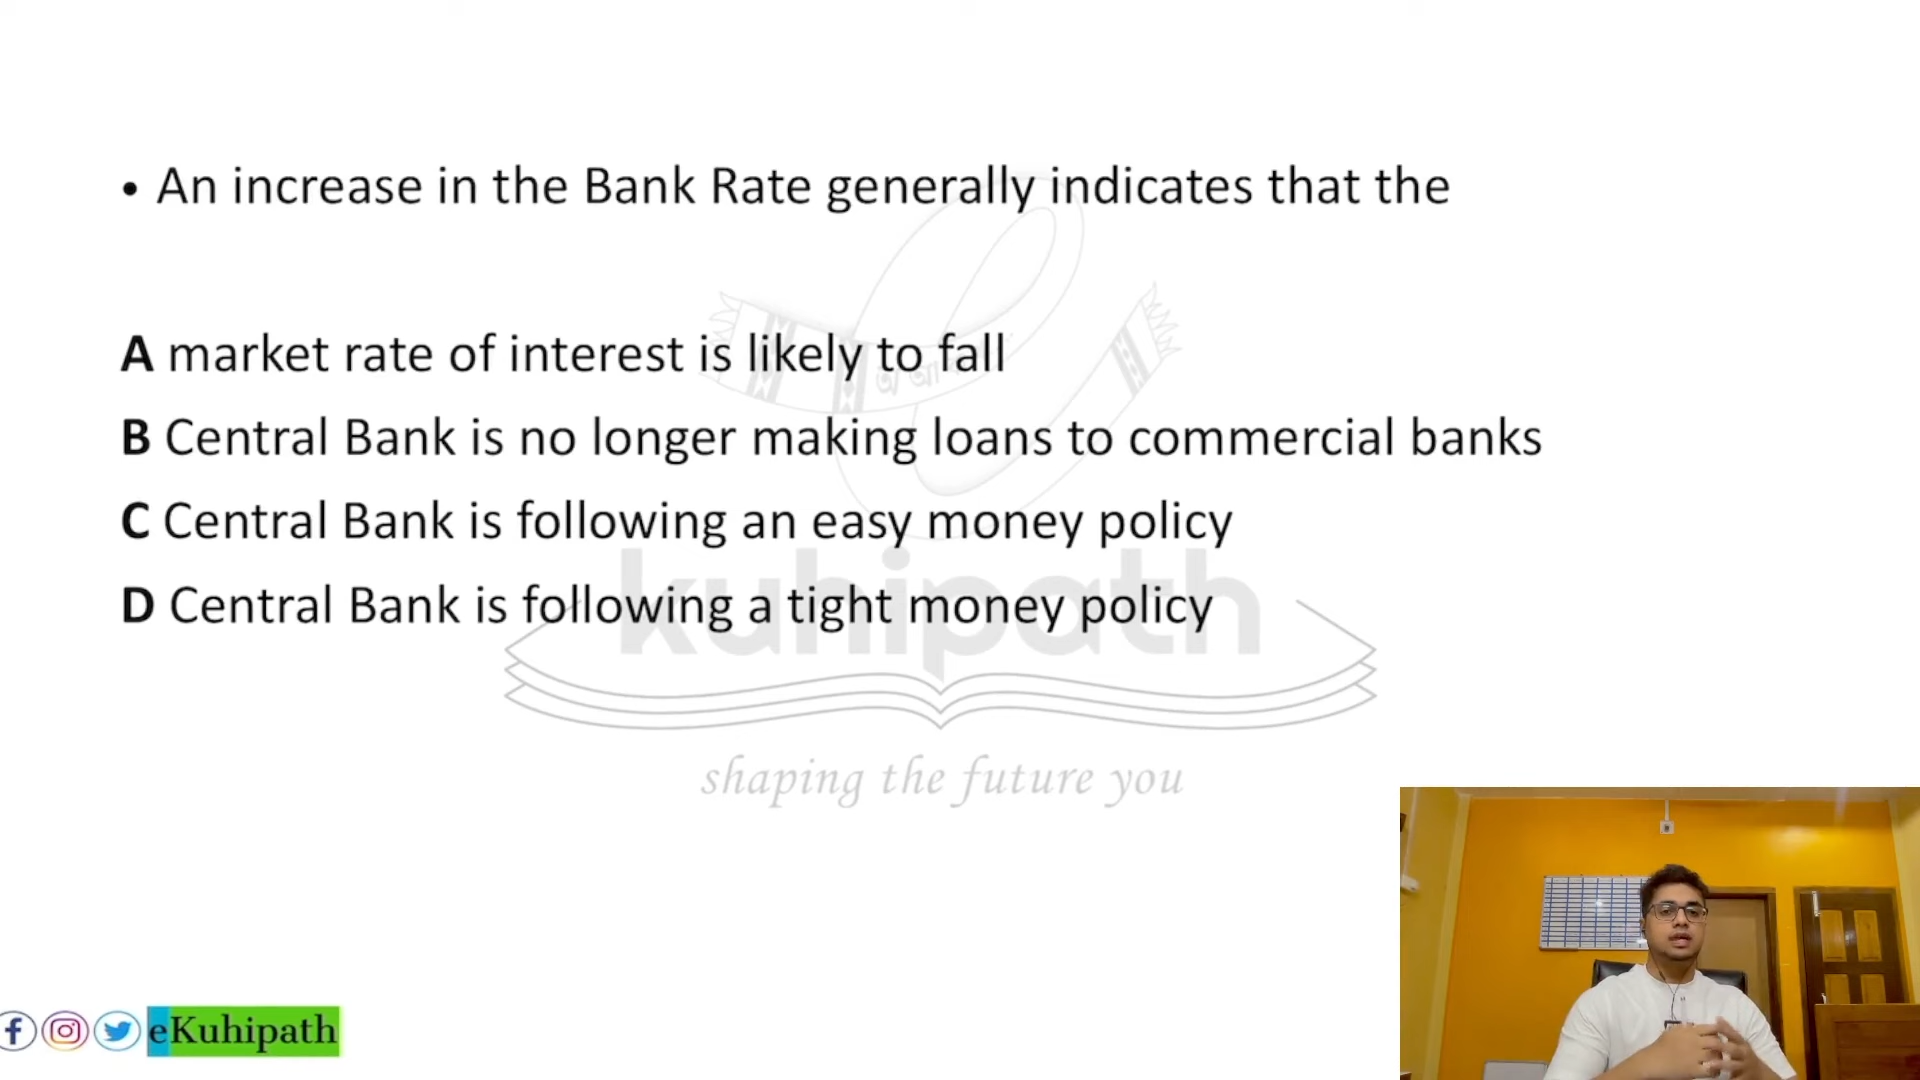 • An increase in the Bank Rate generally indicates that the
A market rate of interest is likely to fall
B Central Bank is no longer making loans to commercial banks
C Central Bank is following an easy money policy
D Central Bank is following a tight money policy
kuhipath
shaping the future you
eKuhipath